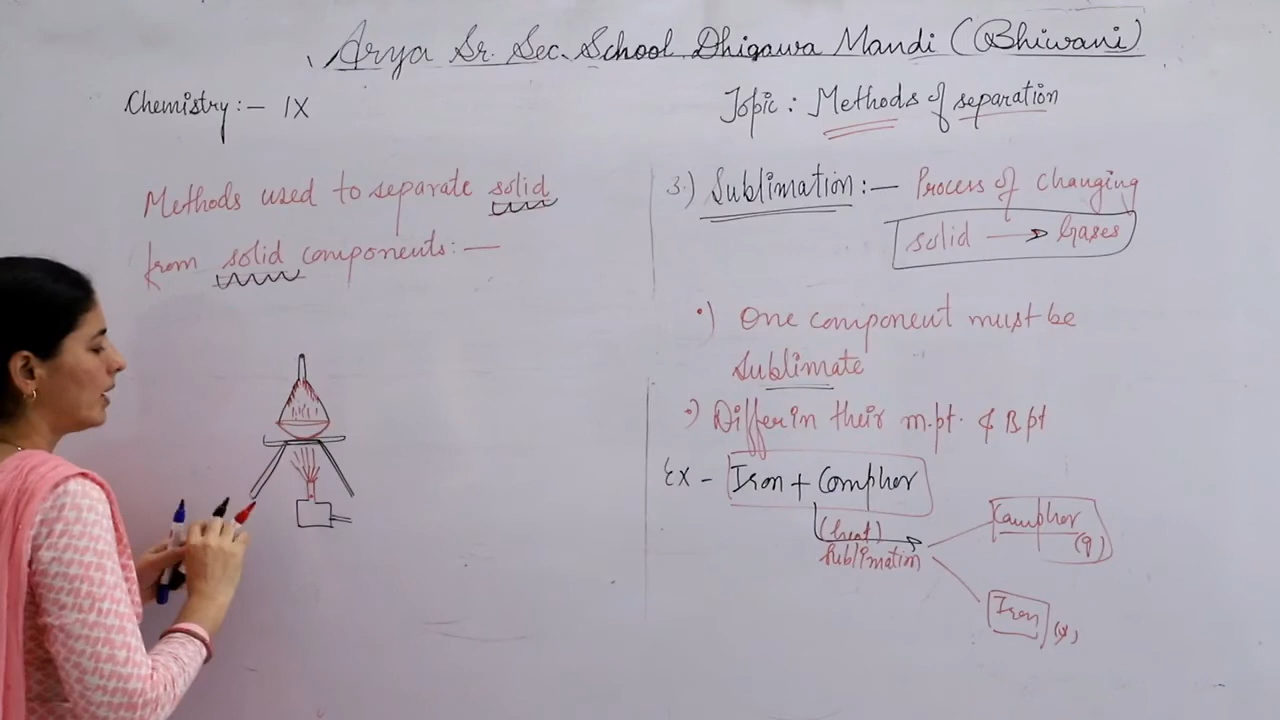 Arya Sr. Sec. School Dhigawa Mandi (Bhiwani)
Chemistry :- IX
Topic : Methods of separation
Methods used to separate solid
from solid components :-
3.) Sublimation :- Process of changing
solid → Gases
•) One component must be
sublimate
•) Differ in their m.pt. & B.pt
Ex - Iron + Comphor
(heat)
Sublimation
Camphor
(g)
Iron